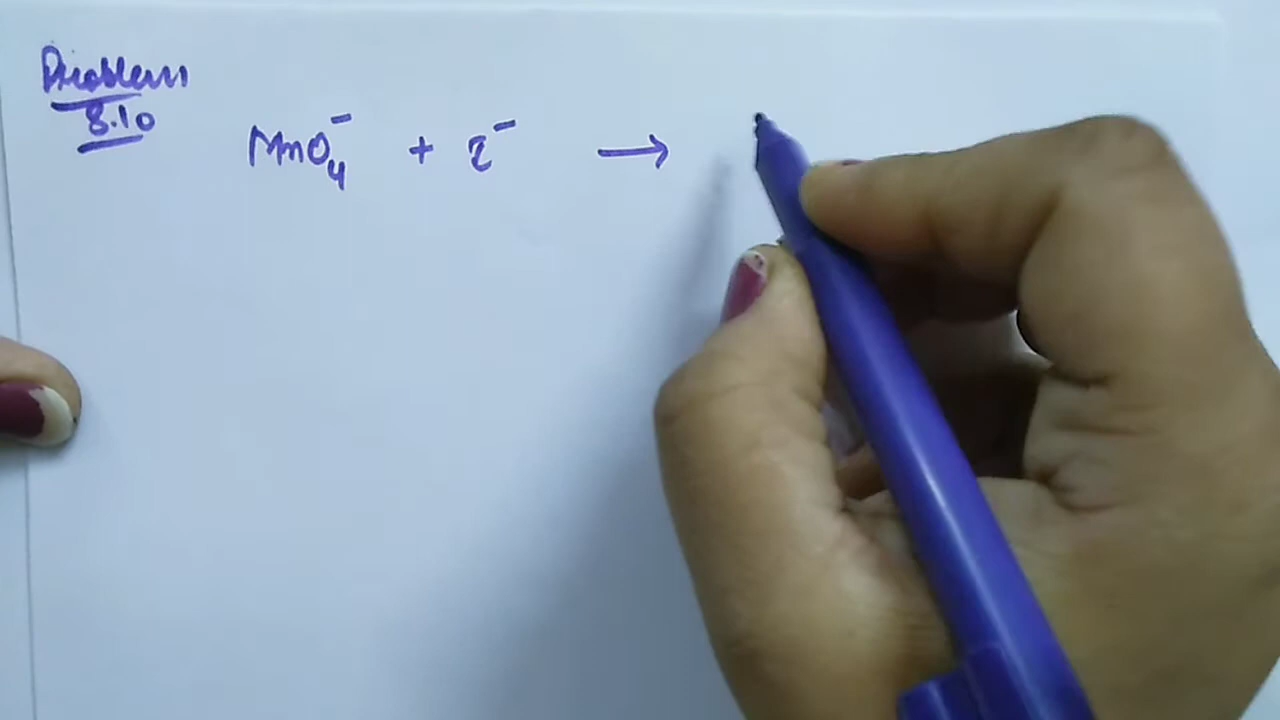 Problem
8.10
MnO₄⁻ + I⁻ →